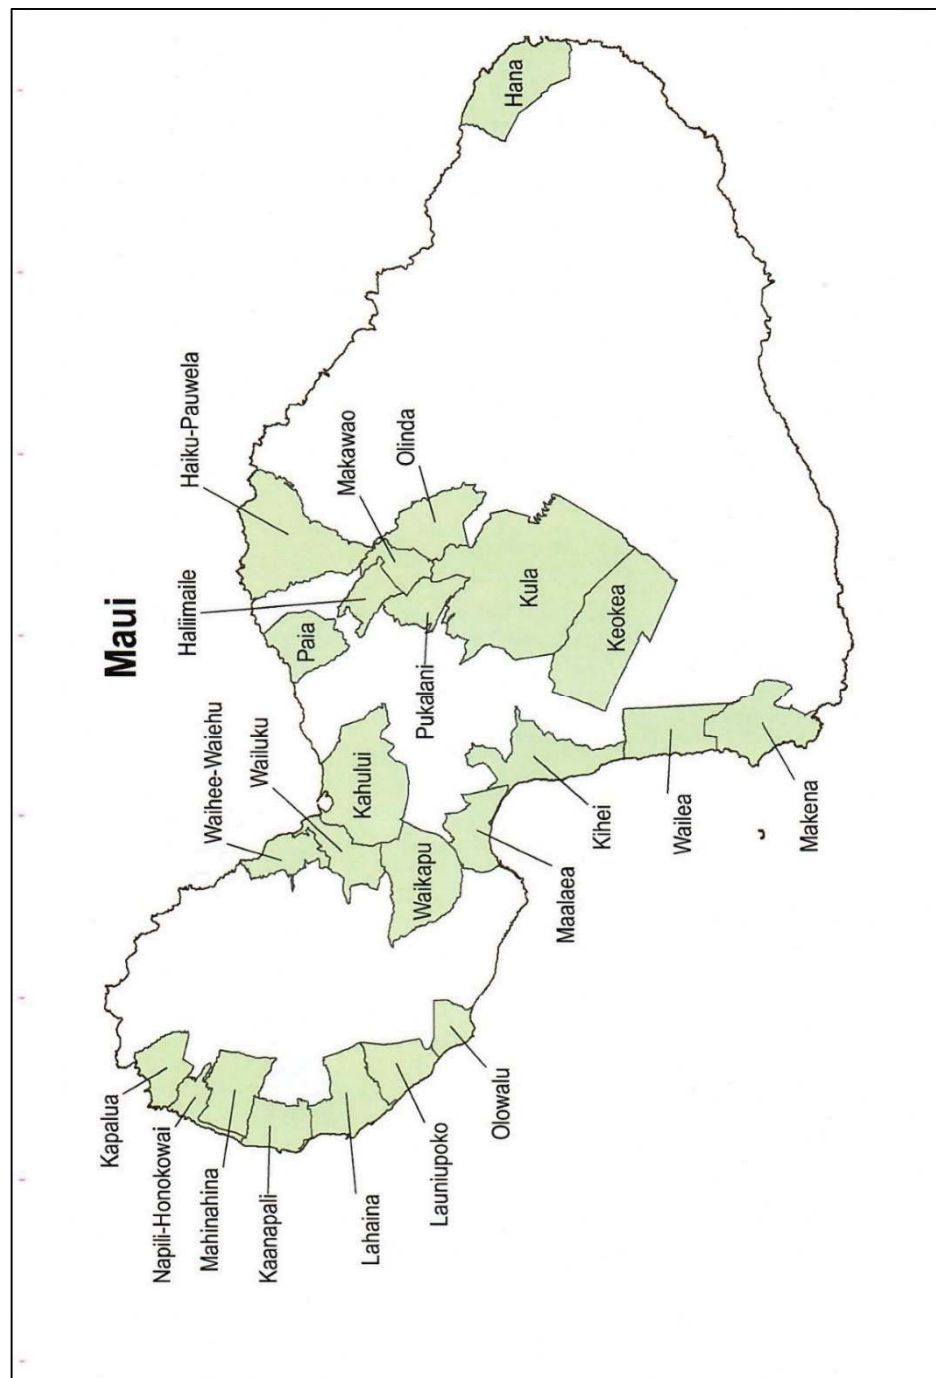 Maui
Kapalua
Napili-Honokowai
Haliimaile
Haiku-Pauwela
Mahinahina
Waihee-Waiehu
Wailuku
Kaanapali
Paia
Makawao
Kahului
Lahaina
Olinda
Waikapu
Pukalani
Launiupoko
Olowalu
Hana
Kula
Maalaea
Kihei
Keokea
Wailea
Makena